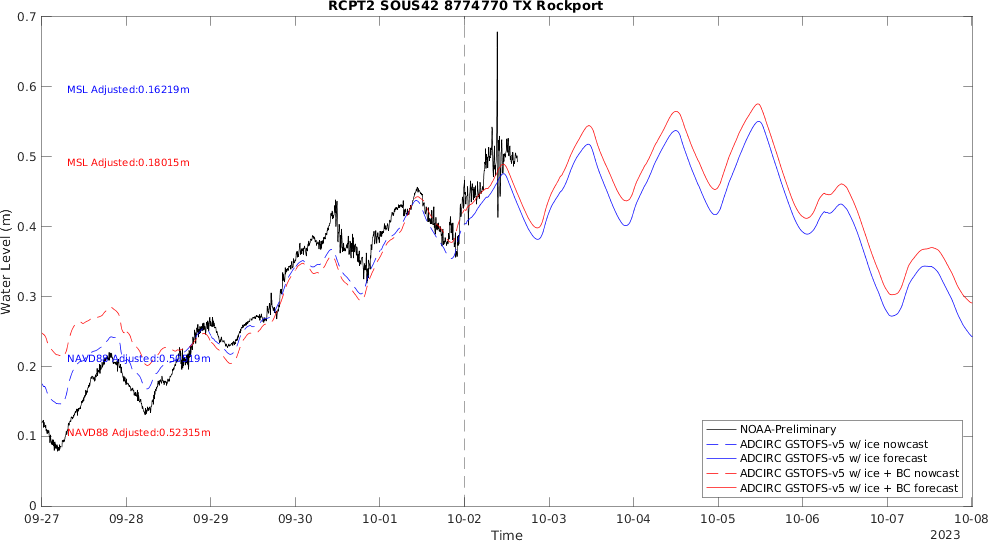 RCPT2 SOUS42 8774770 TX Rockport
0.7
0.6
0.5
0.4
0.3
0.2
0.1
0
Water Level (m)
MSL Adjusted:0.16219m
MSL Adjusted:0.18015m
NAVD88 Adjusted:0.50519m
NAVD88 Adjusted:0.52315m
NOAA-Preliminary
ADCIRC GSTOFS-v5 w/ ice nowcast
ADCIRC GSTOFS-v5 w/ ice forecast
ADCIRC GSTOFS-v5 w/ ice + BC nowcast
ADCIRC GSTOFS-v5 w/ ice + BC forecast
09-27 09-28 09-29 09-30 10-01 10-02 10-03 10-04 10-05 10-06 10-07 10-08
Time
2023